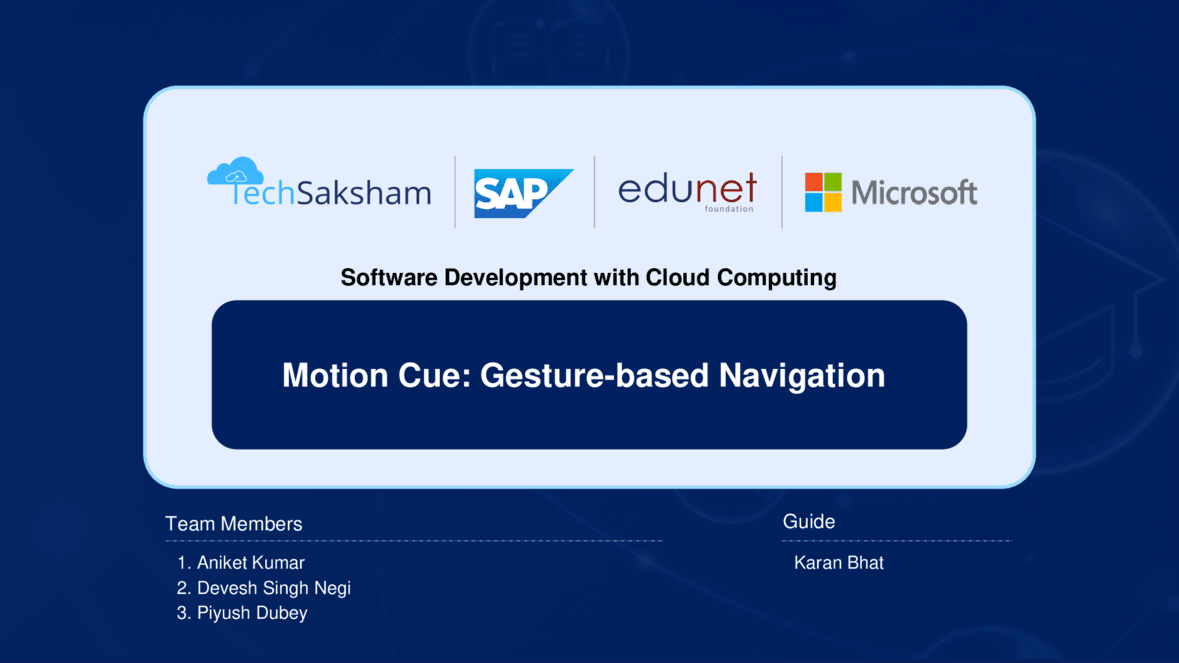 TechSaksham
SAP
edunet
foundation
Microsoft
Software Development with Cloud Computing
Motion Cue: Gesture-based Navigation
Team Members
1. Aniket Kumar
2. Devesh Singh Negi
3. Piyush Dubey
Guide
Karan Bhat